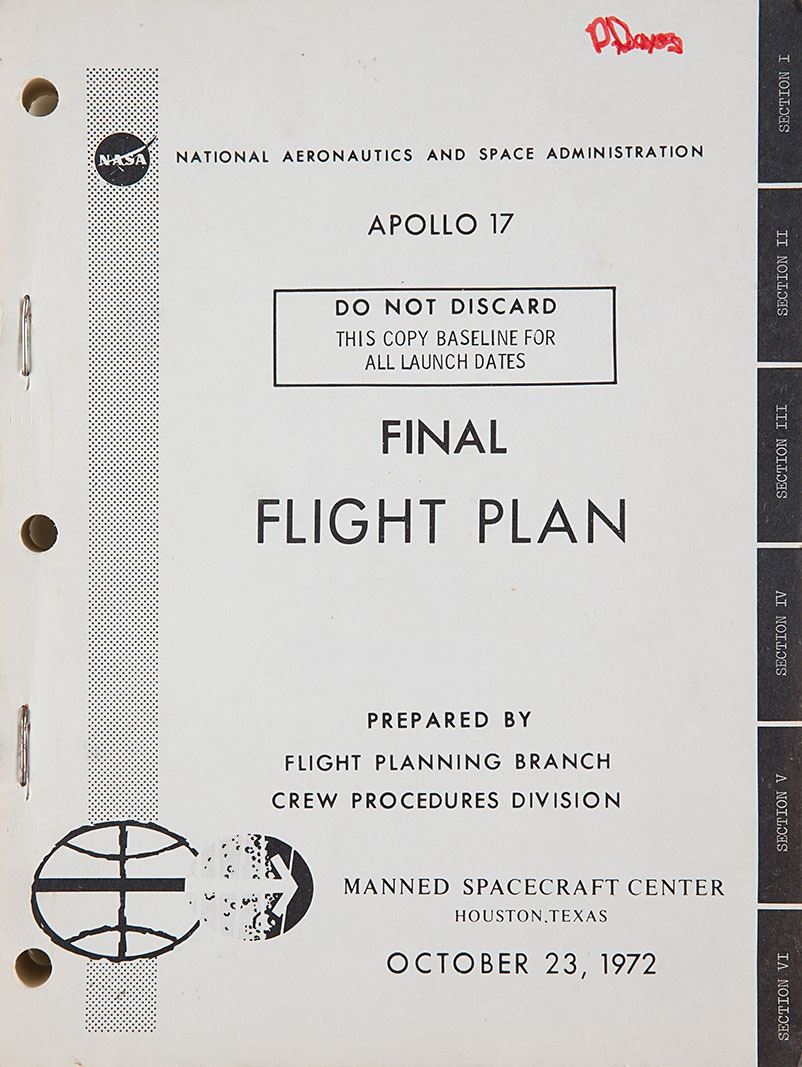 NASA
NATIONAL AERONAUTICS AND SPACE ADMINISTRATION
APOLLO 17
DO NOT DISCARD
THIS COPY BASELINE FOR
ALL LAUNCH DATES
FINAL
FLIGHT PLAN
PREPARED BY
FLIGHT PLANNING BRANCH
CREW PROCEDURES DIVISION
MANNED SPACECRAFT CENTER
HOUSTON, TEXAS
OCTOBER 23, 1972
SECTION I
SECTION II
SECTION III
SECTION IV
SECTION V
SECTION VI